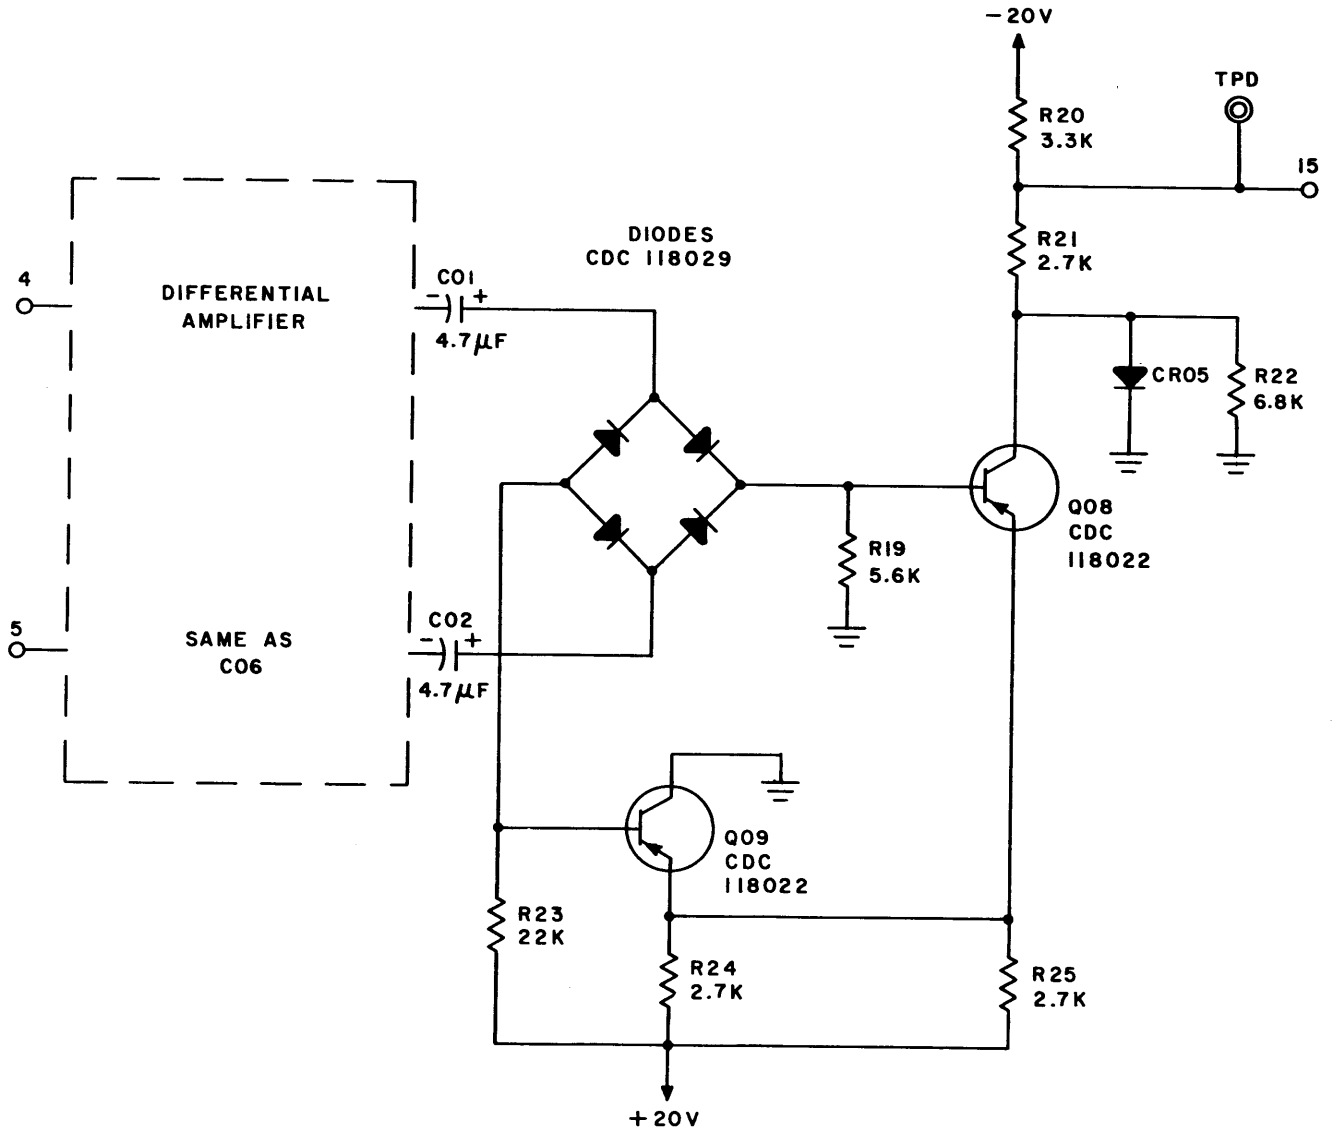 -20V
TPD
R20
3.3K
15
R21
2.7K
DIODES
CDC 118029
4
DIFFERENTIAL
AMPLIFIER
C01
- +
4.7μF
CR05
R22
6.8K
Q08
CDC
118022
R19
5.6K
5
SAME AS
C06
C02
- +
4.7μF
Q09
CDC
118022
R23
22K
R24
2.7K
R25
2.7K
+20V